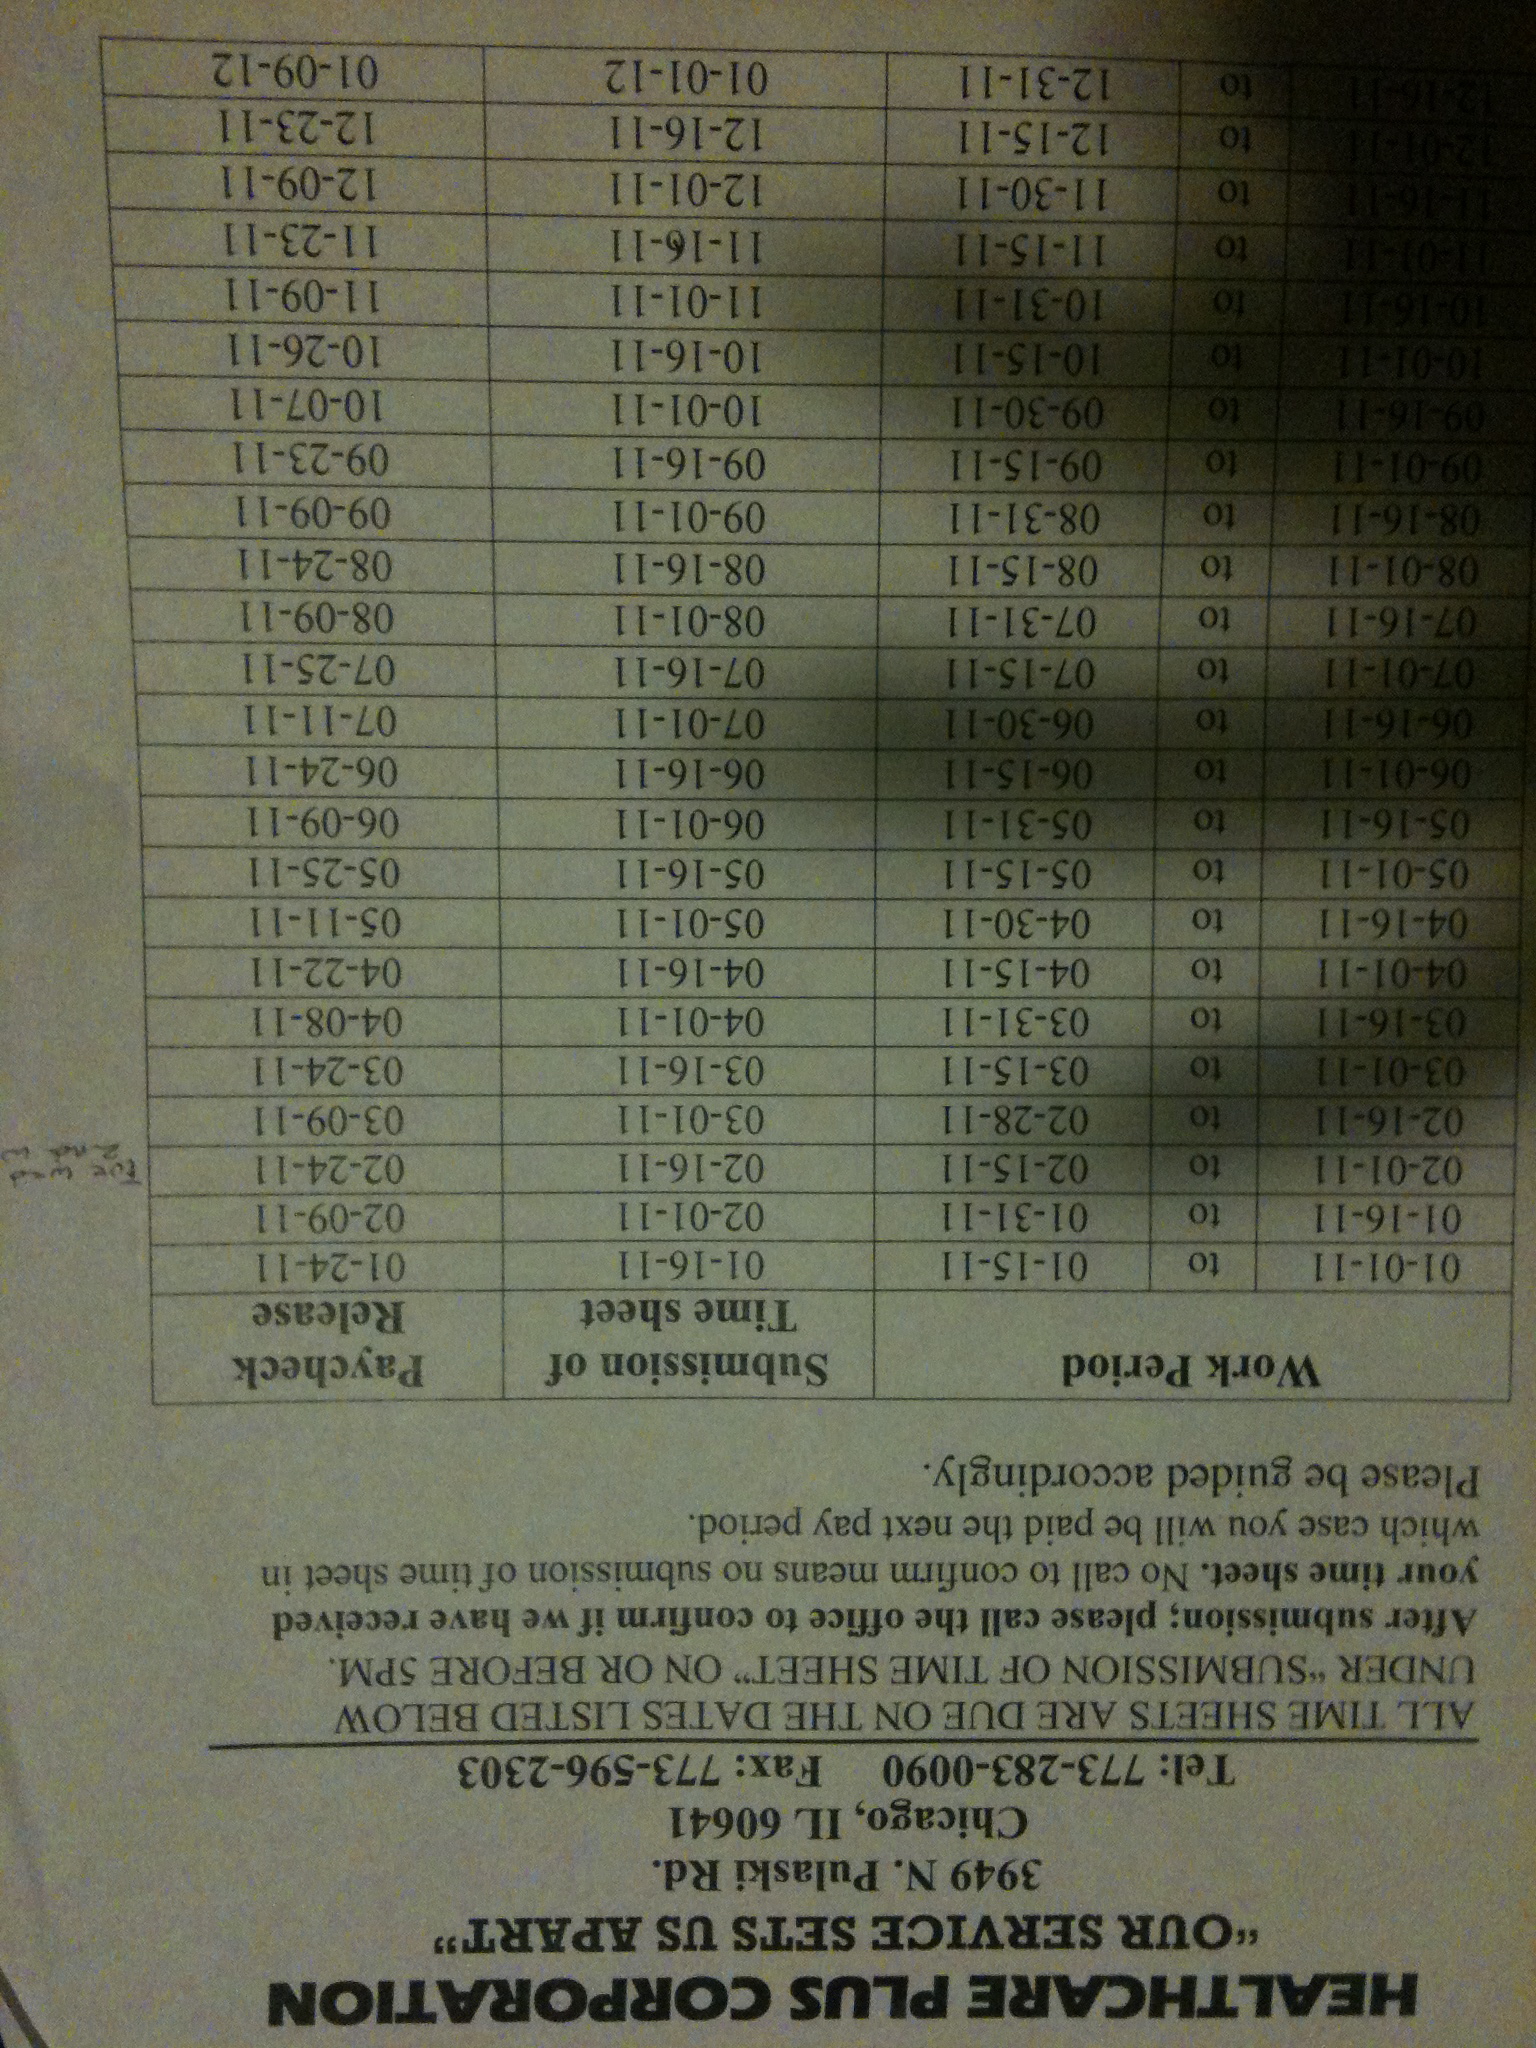 HEALTHCARE PLUS CORPORATION
“OUR SERVICE SETS US APART”
3949 N. Pulaski Rd.
Chicago, IL 60641
Tel: 773-283-0090 Fax: 773-596-2303
ALL TIME SHEETS ARE DUE ON THE DATES LISTED BELOW
UNDER “SUBMISSION OF TIME SHEET” ON OR BEFORE 5PM.
After submission; please call the office to confirm if we have received
your time sheet. No call to confirm means no submission of time sheet in
which case you will be paid the next pay period.
Please be guided accordingly.
Work Period Submission of Time sheet Paycheck Release
01-01-11 to 01-15-11 01-16-11 01-24-11
01-16-11 to 01-31-11 02-01-11 02-09-11
02-01-11 to 02-15-11 02-16-11 02-24-11
02-16-11 to 02-28-11 03-01-11 03-09-11
03-01-11 to 03-15-11 03-16-11 03-24-11
03-16-11 to 03-31-11 04-01-11 04-08-11
04-01-11 to 04-15-11 04-16-11 04-22-11
04-16-11 to 04-30-11 05-01-11 05-11-11
05-01-11 to 05-15-11 05-16-11 05-25-11
05-16-11 to 05-31-11 06-01-11 06-09-11
06-01-11 to 06-15-11 06-16-11 06-24-11
06-16-11 to 06-30-11 07-01-11 07-11-11
07-01-11 to 07-15-11 07-16-11 07-25-11
07-16-11 to 07-31-11 08-01-11 08-09-11
08-01-11 to 08-15-11 08-16-11 08-24-11
08-16-11 to 08-31-11 09-01-11 09-09-11
09-01-11 to 09-15-11 09-16-11 09-23-11
09-16-11 to 09-30-11 10-01-11 10-07-11
10-01-11 to 10-15-11 10-16-11 10-26-11
10-16-11 to 10-31-11 11-01-11 11-09-11
11-01-11 to 11-15-11 11-16-11 11-23-11
11-16-11 to 11-30-11 12-01-11 12-09-11
12-01-11 to 12-15-11 12-16-11 12-23-11
12-16-11 to 12-31-11 01-01-12 01-09-12